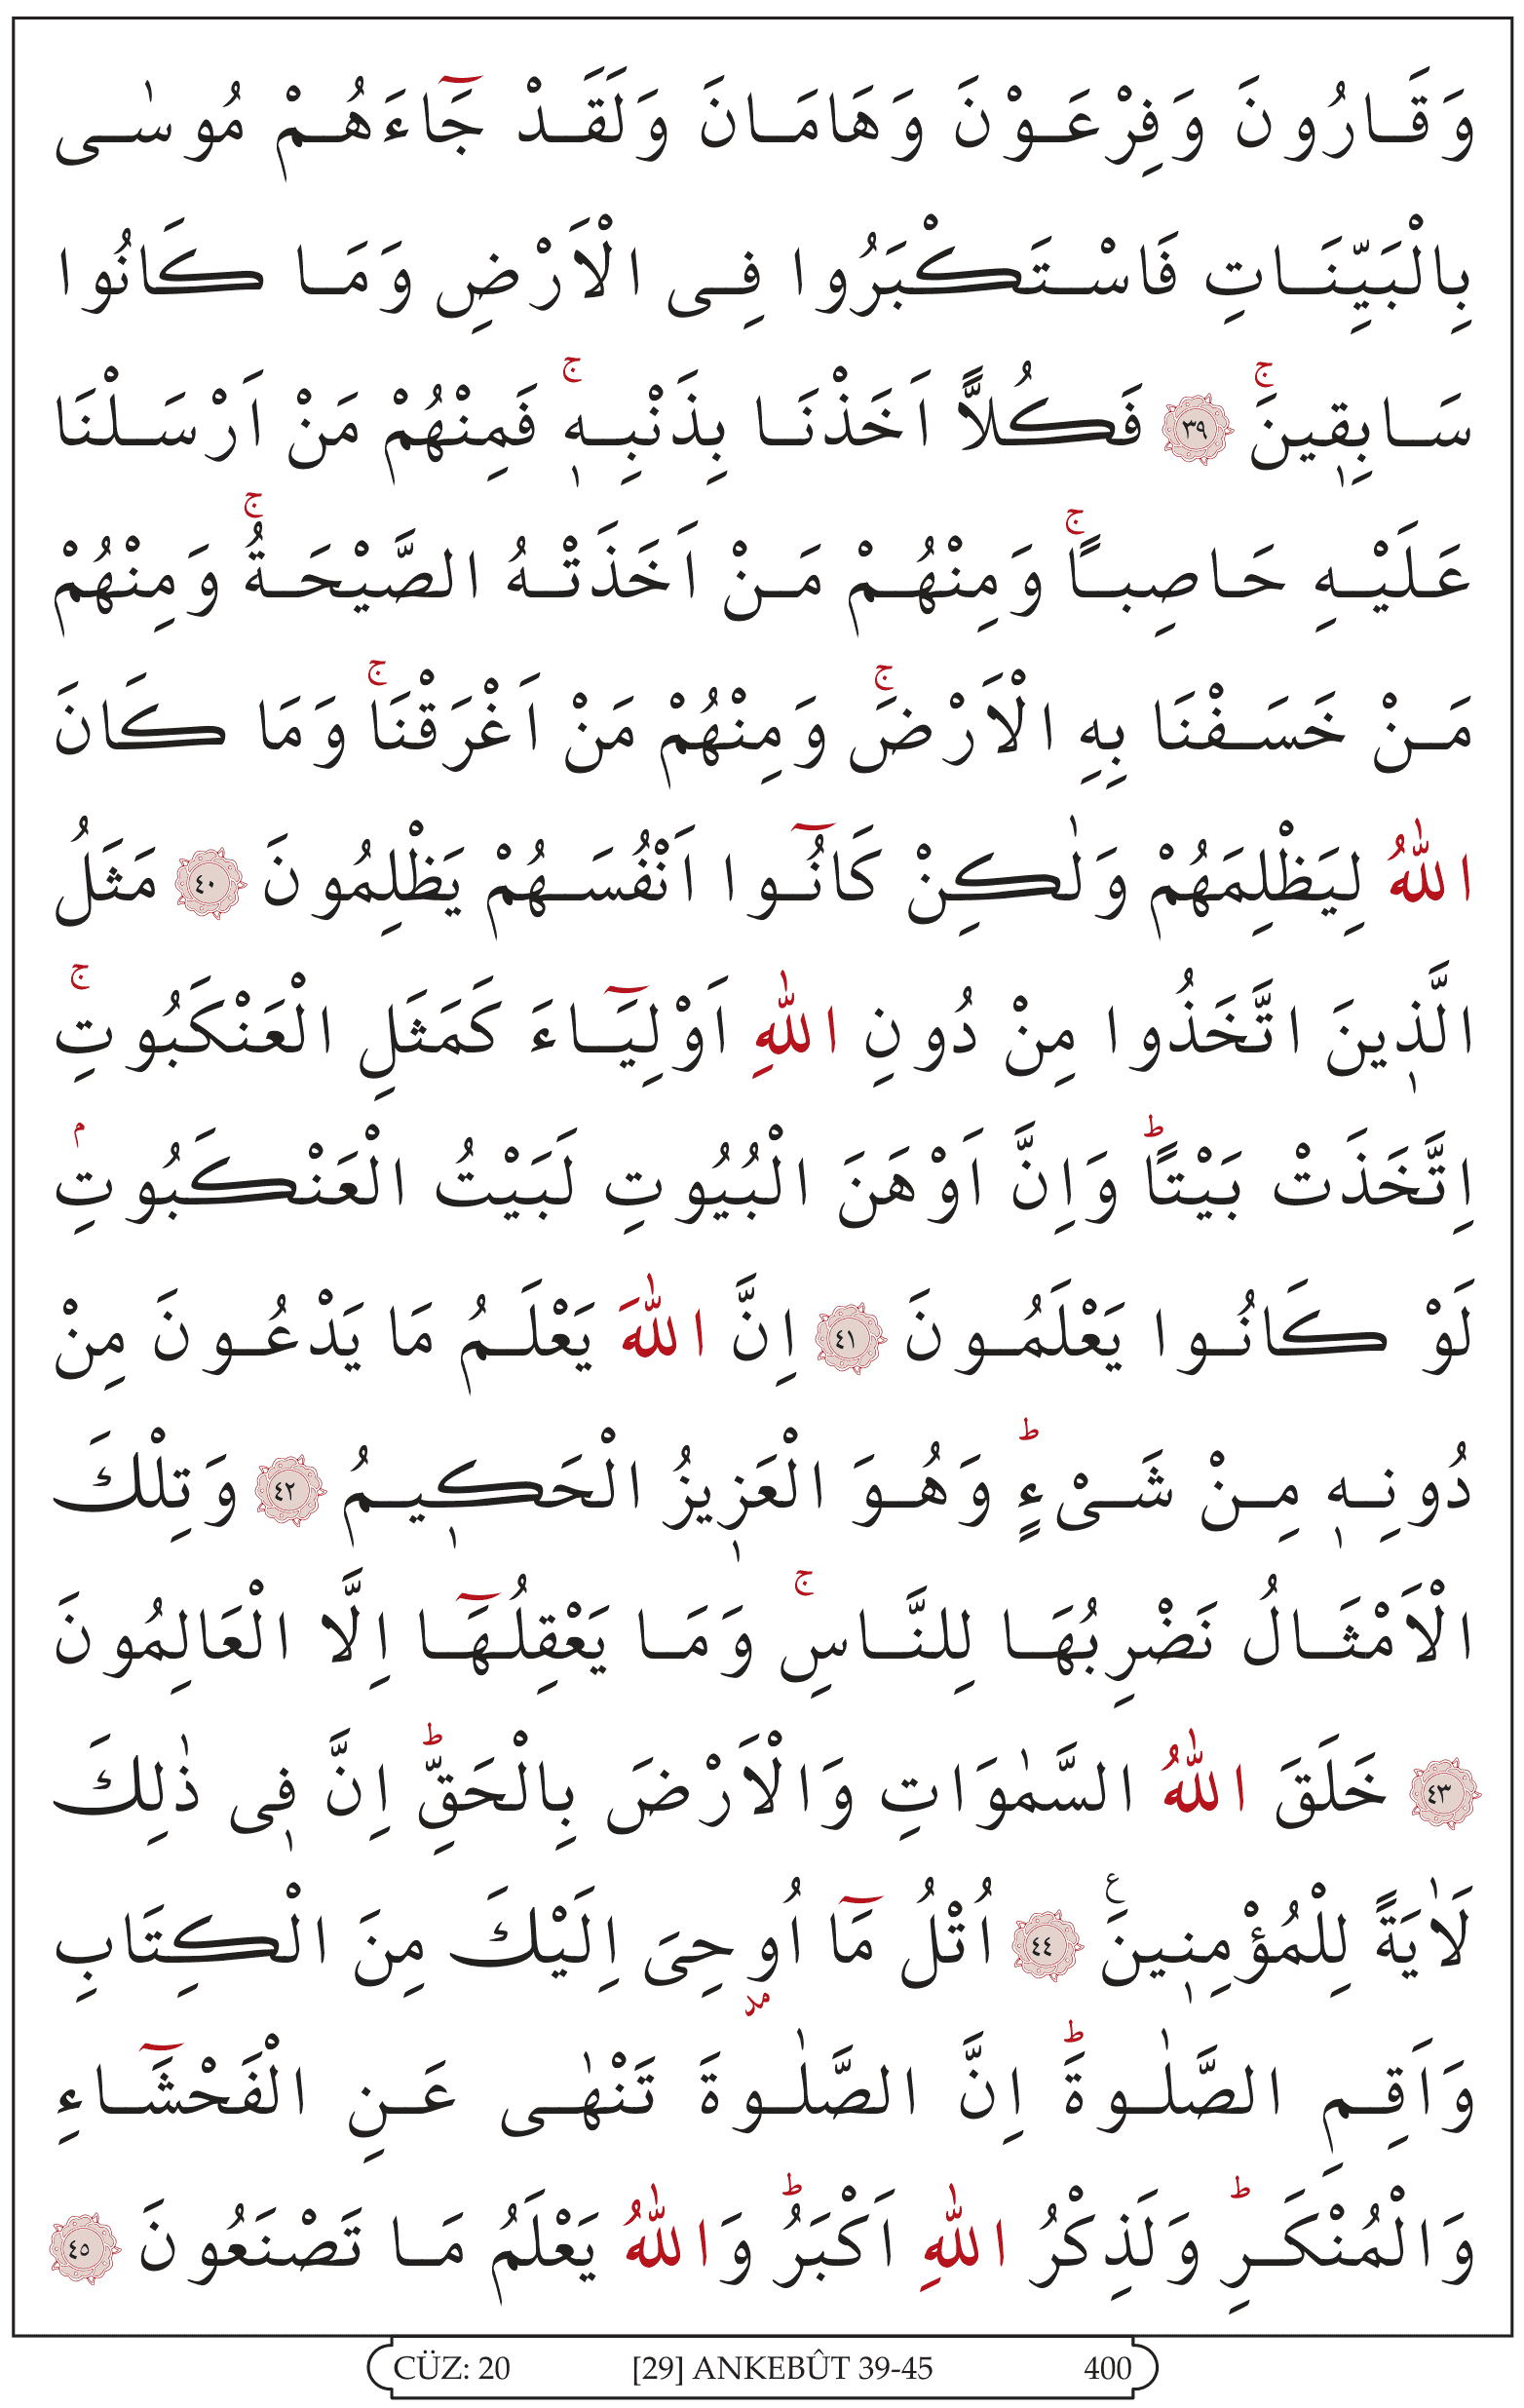 وَقَارُونَ وَفِرْعَوْنَ وَهَامَانَ وَلَقَدْ جَٓاءَهُمْ مُوسٰى
بِالْبَيِّنَاتِ فَاسْتَكْبَرُوا فِى الْاَرْضِ وَمَا كَانُوا
سَابِق۪ينَۚ ﴿٣٩﴾ فَكُلًّا اَخَذْنَا بِذَنْبِه۪ۚ فَمِنْهُمْ مَنْ اَرْسَلْنَا
عَلَيْهِ حَاصِبًاۚ وَمِنْهُمْ مَنْ اَخَذَتْهُ الصَّيْحَةُۚ وَمِنْهُمْ
مَنْ خَسَفْنَا بِهِ الْاَرْضَۚ وَمِنْهُمْ مَنْ اَغْرَقْنَاۚ وَمَا كَانَ
اللّٰهُ لِيَظْلِمَهُمْ وَلٰكِنْ كَانُٓوا اَنْفُسَهُمْ يَظْلِمُونَ ﴿٤٠﴾ مَثَلُ
الَّذ۪ينَ اتَّخَذُوا مِنْ دُونِ اللّٰهِ اَوْلِيَٓاءَ كَمَثَلِ الْعَنْكَبُوتِۚ
اِتَّخَذَتْ بَيْتًاؕ وَاِنَّ اَوْهَنَ الْبُيُوتِ لَبَيْتُ الْعَنْكَبُوتِۢ
لَوْ كَانُوا يَعْلَمُونَ ﴿٤١﴾ اِنَّ اللّٰهَ يَعْلَمُ مَا يَدْعُونَ مِنْ
دُونِه۪ مِنْ شَىْءٍؕ وَهُوَ الْعَز۪يزُ الْحَك۪يمُ ﴿٤٢﴾ وَتِلْكَ
الْاَمْثَالُ نَضْرِبُهَا لِلنَّاسِۚ وَمَا يَعْقِلُهَٓا اِلَّا الْعَالِمُونَ
﴿٤٣﴾ خَلَقَ اللّٰهُ السَّمٰوَاتِ وَالْاَرْضَ بِالْحَقِّؕ اِنَّ ف۪ى ذٰلِكَ
لَاٰيَةً لِلْمُؤْمِن۪ينَ۟ ﴿٤٤﴾ اُتْلُ مَٓا اُو۫حِىَ اِلَيْكَ مِنَ الْكِتَابِ
وَاَقِمِ الصَّلٰوةَؕ اِنَّ الصَّلٰوةَ تَنْهٰى عَنِ الْفَحْشَٓاءِ
وَالْمُنْكَرِؕ وَلَذِكْرُ اللّٰهِ اَكْبَرُؕ وَاللّٰهُ يَعْلَمُ مَا تَصْنَعُونَ ﴿٤٥﴾
CÜZ: 20 [29] ANKEBÛT 39-45 400